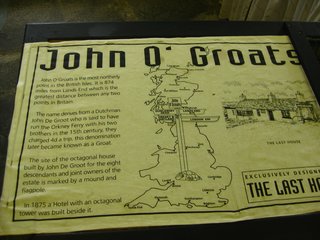 John O' Groats
John O'Groats is the most northerly
point in the British Isles. It is 874
miles from Lands End which is the
greatest distance between any two
points in Britain.
The name derives from a Dutchman
John De Groot who is said to have
run the Orkney Ferry with his two
brothers in the 15th century, they
charged 4d a trip, this denomination
later became known as a Groat.
The site of the octagonal house
built by John De Groot for the eight
descendants and joint owners of the
estate is marked by a mound and
flagpole.
In 1875 a Hotel with an octagonal
tower was built beside it.
THE LAST HOUSE
EXCLUSIVELY DESIGNE
THE LAST HO